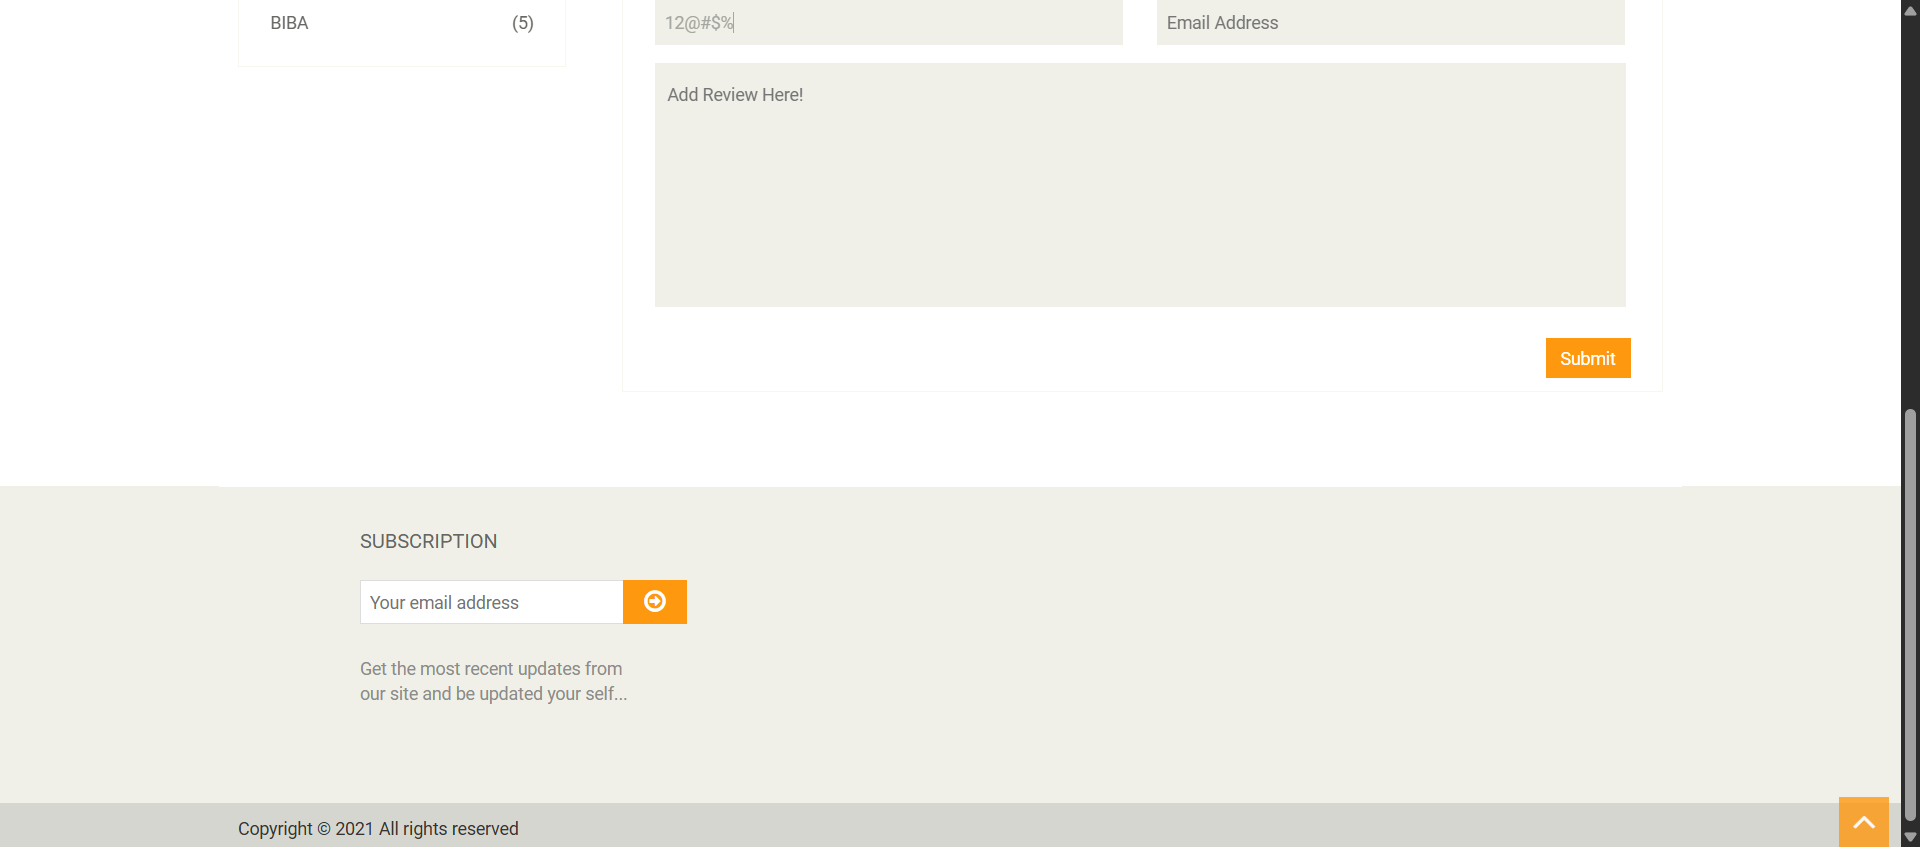 BIBA (5)
12@#$% Email Address
Add Review Here!
Submit
SUBSCRIPTION
Your email address
Get the most recent updates from
our site and be updated your self...
Copyright © 2021 All rights reserved